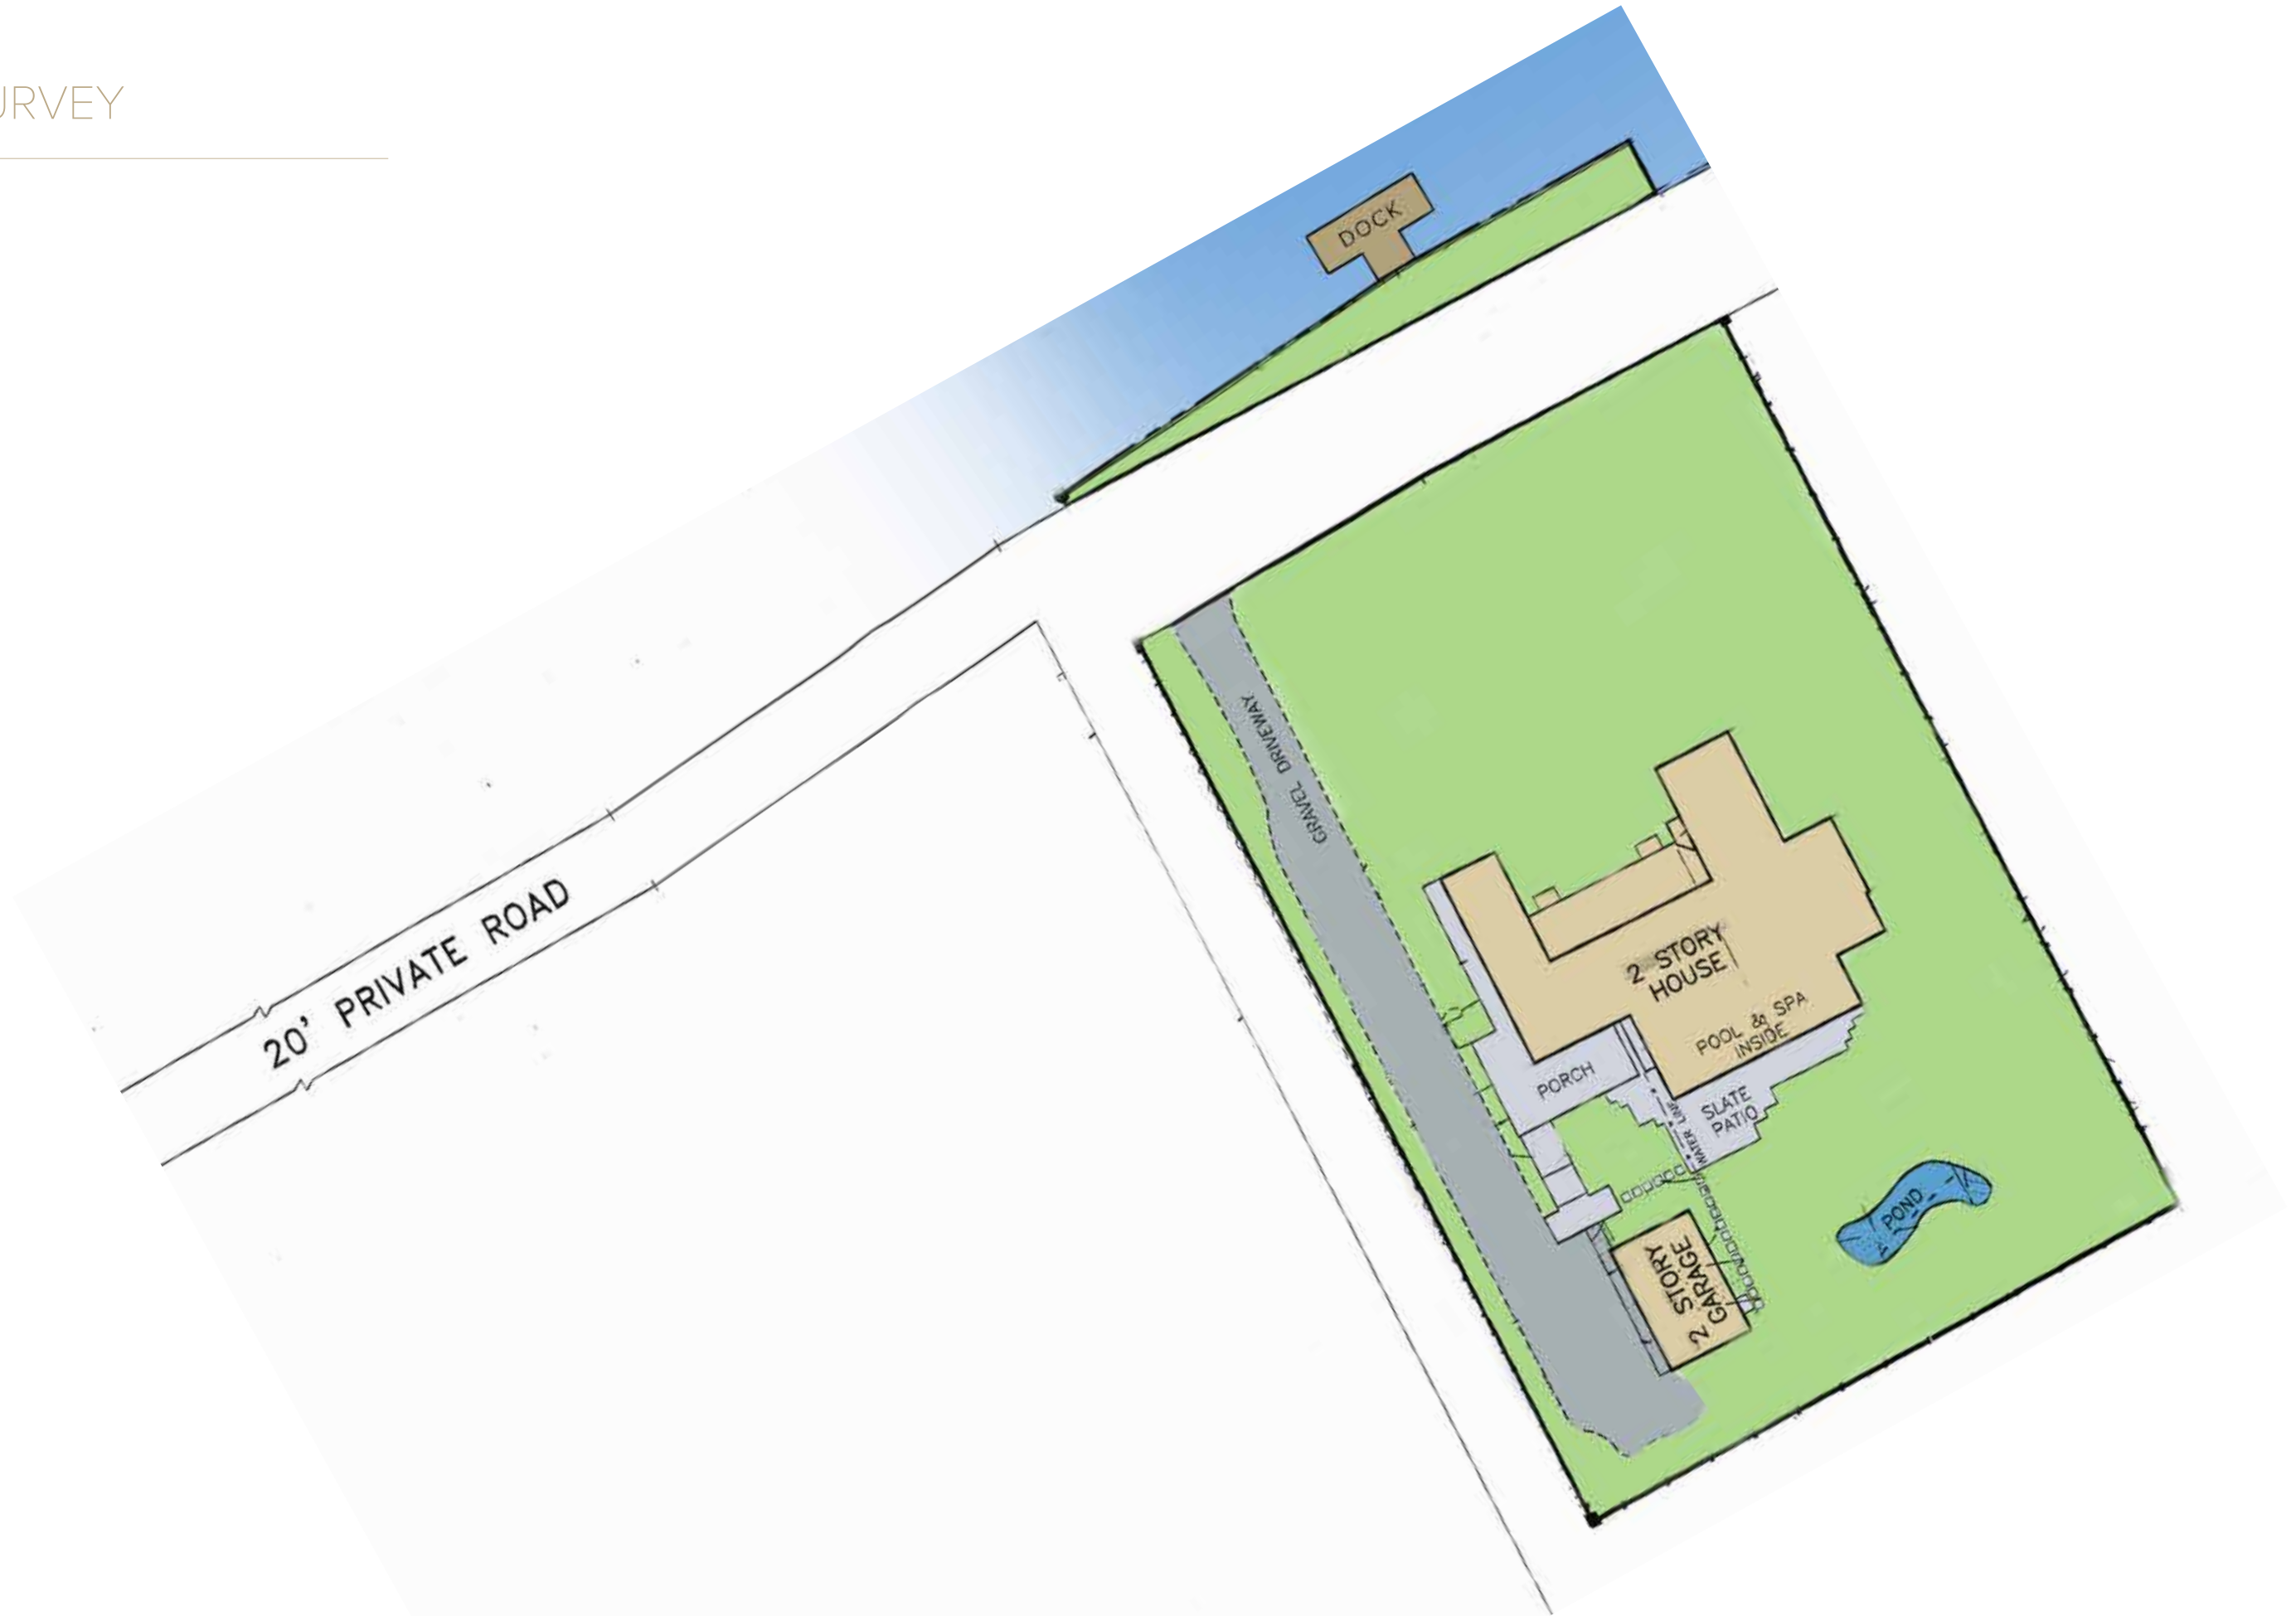 URVEY
DOCK
GRAVEL DRIVEWAY
20' PRIVATE ROAD
2 STORY
HOUSE
POOL & SPA
INSIDE
PORCH
SLATE
PATIO
WATER LINE
POND
2 STORY
GARAGE